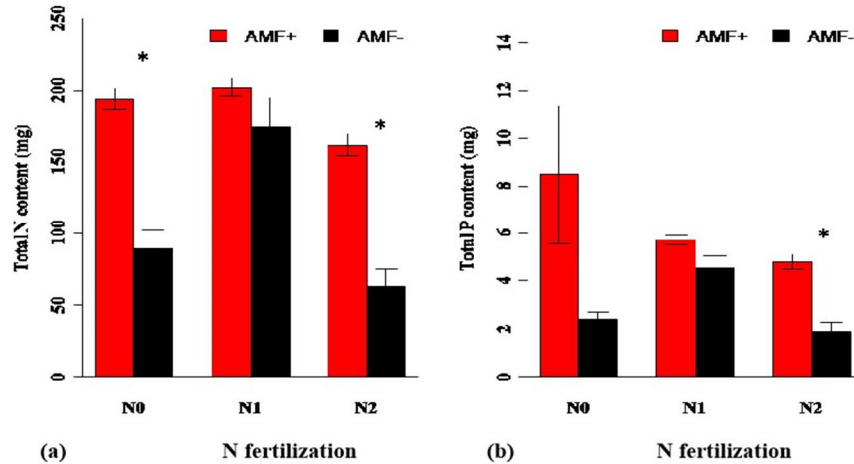 AMF+ AMF-
Total N content (mg)
250
200
150
100
50
0
* *
N0 N1 N2
(a) N fertilization
AMF+ AMF-
Total P content (mg)
14
12
10
8
6
4
2
0
*
N0 N1 N2
(b) N fertilization